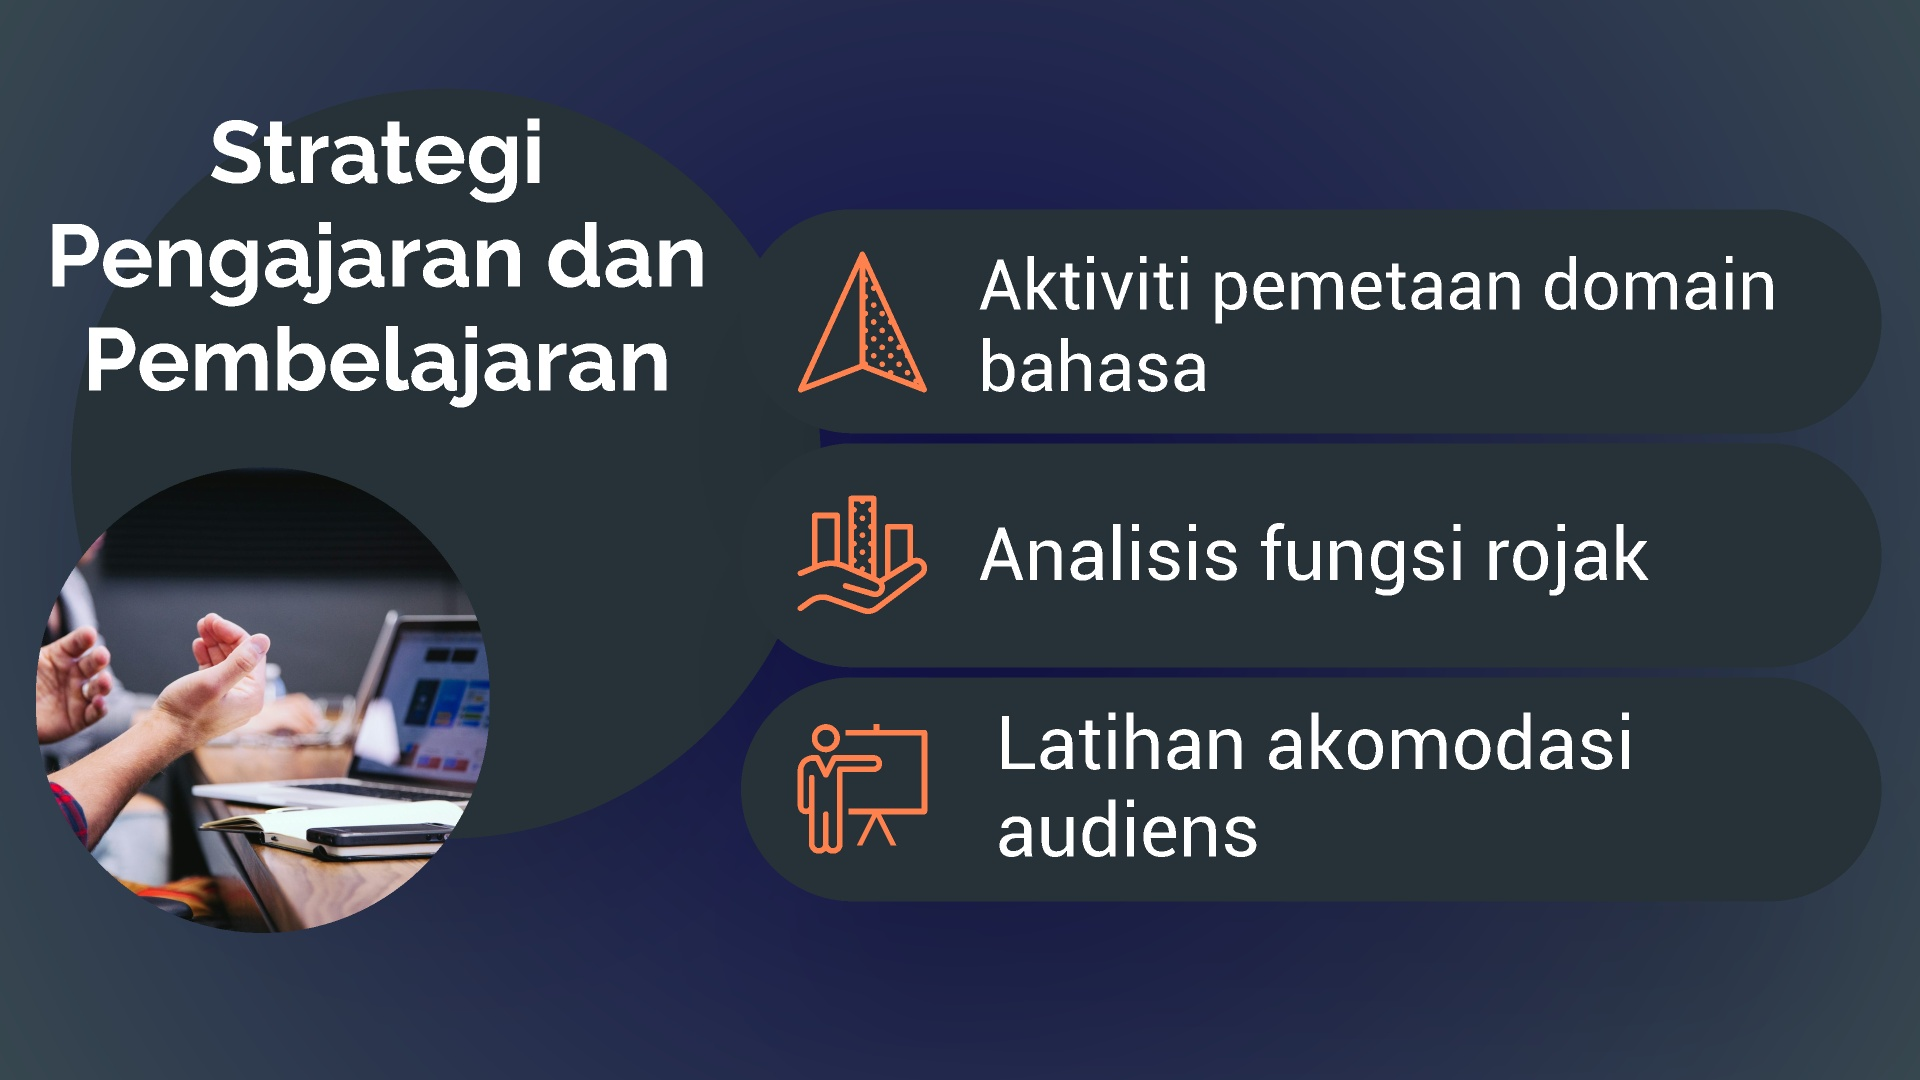 Strategi
Pengajaran dan
Pembelajaran
Aktiviti pemetaan domain
bahasa
Analisis fungsi rojak
Latihan akomodasi
audiens